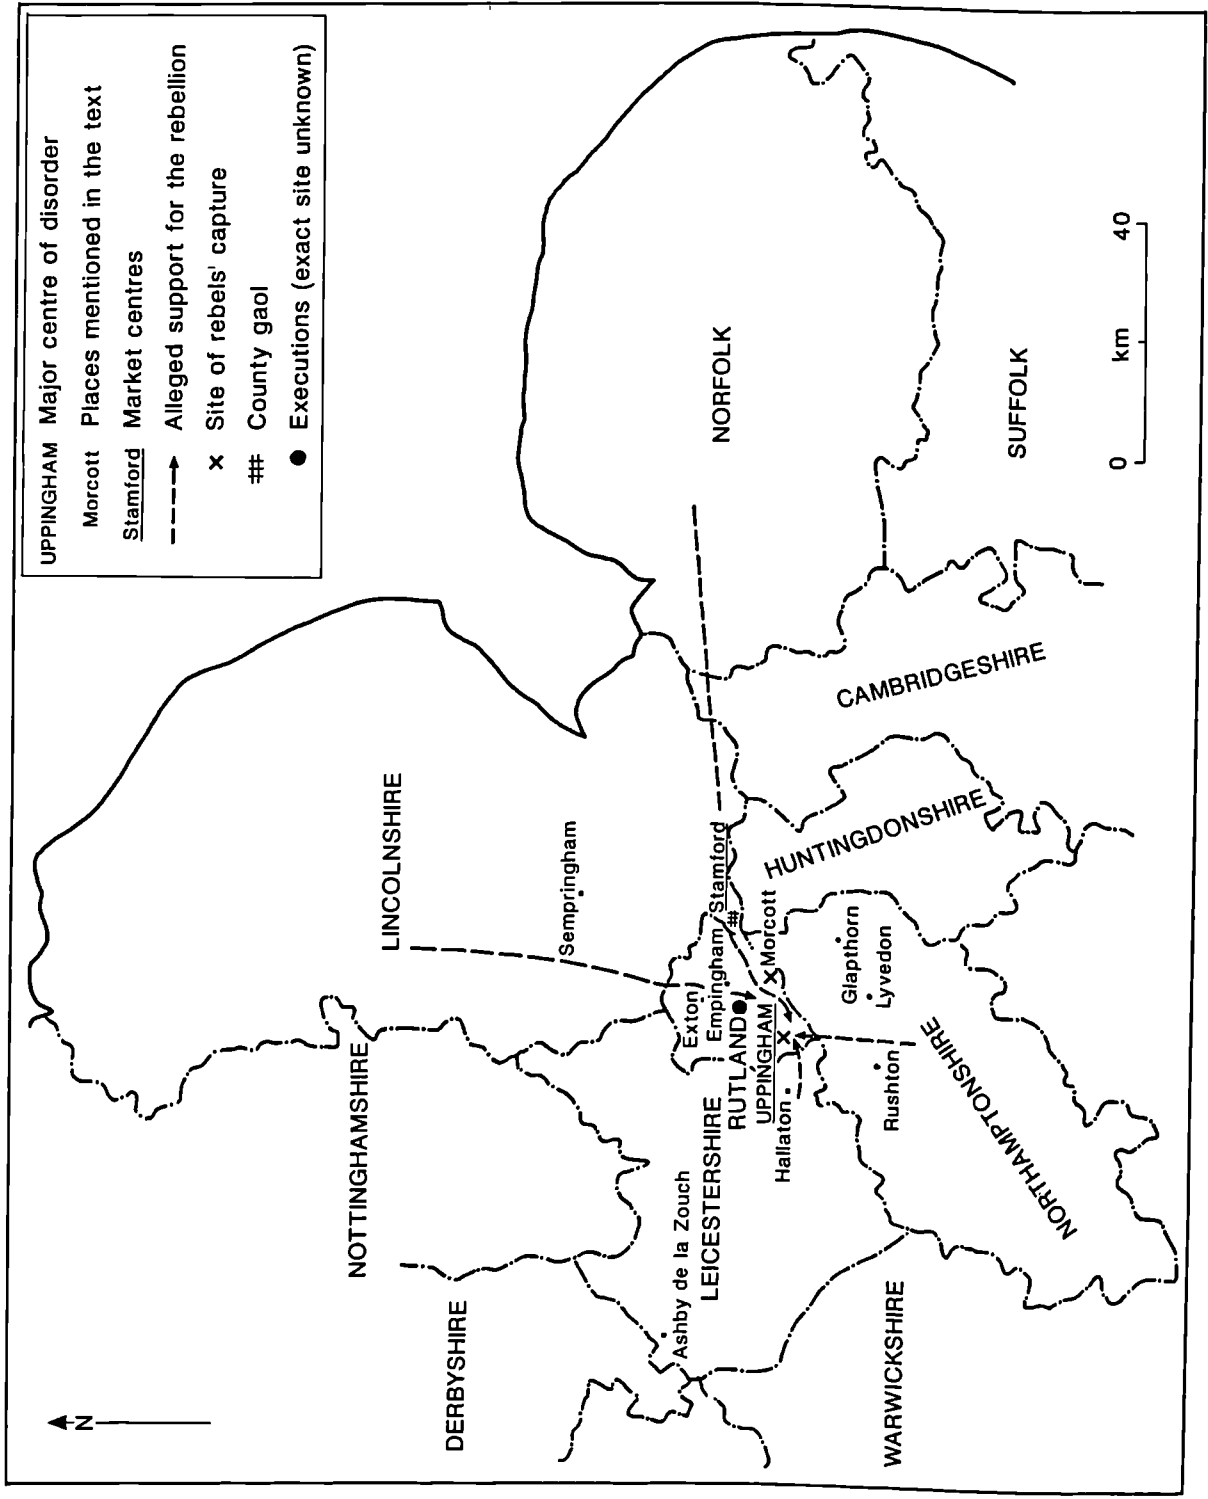 UPPINGHAM Major centre of disorder
Morcott Places mentioned in the text
Stamford Market centres
Alleged support for the rebellion
× Site of rebels' capture
# County gaol
● Executions (exact site unknown)
N
LINCOLNSHIRE
NOTTINGHAMSHIRE
DERBYSHIRE
Sempringham
Ashby de la Zouch
LEICESTERSHIRE
Exton
Empingham
Stamford
#
RUTLAND
UPPINGHAM
Morcott
Hallaton
NORFOLK
HUNTINGDONSHIRE
CAMBRIDGESHIRE
Glapthorn
Lyvedon
Rushton
NORTHAMPTONSHIRE
WARWICKSHIRE
SUFFOLK
0 km 40